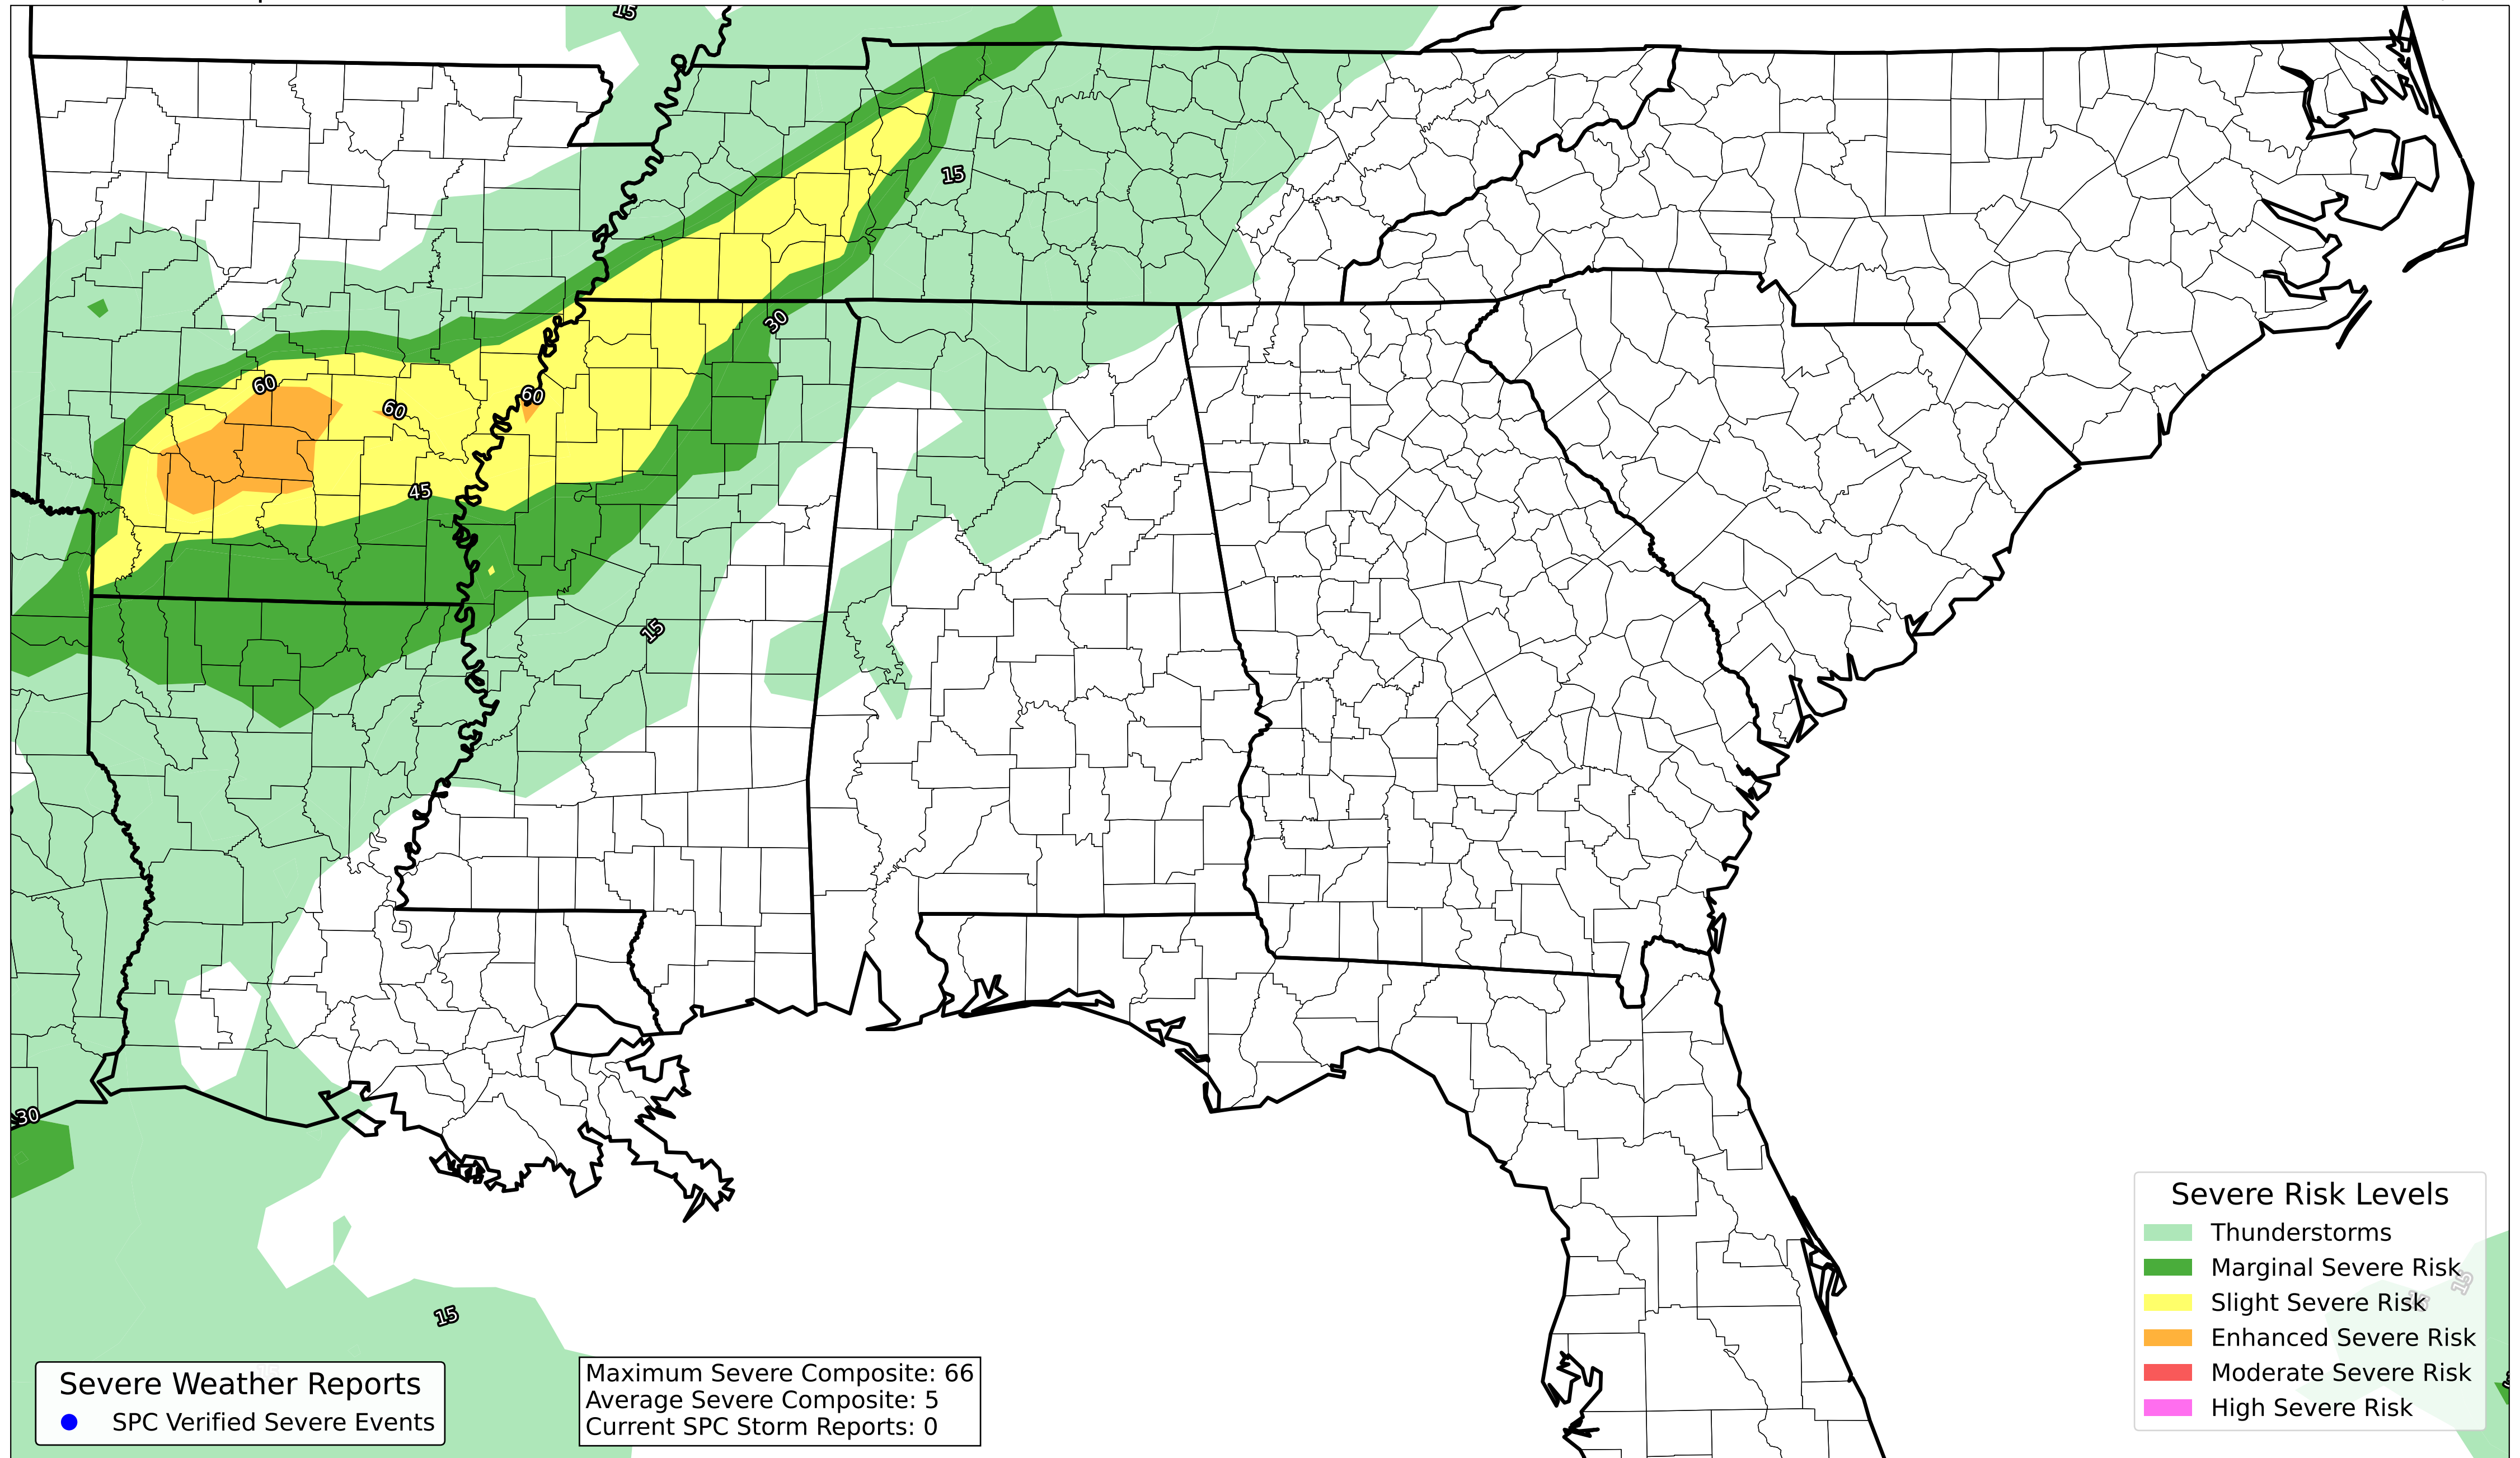 15
15
30
60
60
60
45
15
30
15
15
Severe Risk Levels
Thunderstorms
Marginal Severe Risk
Slight Severe Risk
Enhanced Severe Risk
Moderate Severe Risk
High Severe Risk
Severe Weather Reports
SPC Verified Severe Events
Maximum Severe Composite: 66
Average Severe Composite: 5
Current SPC Storm Reports: 0